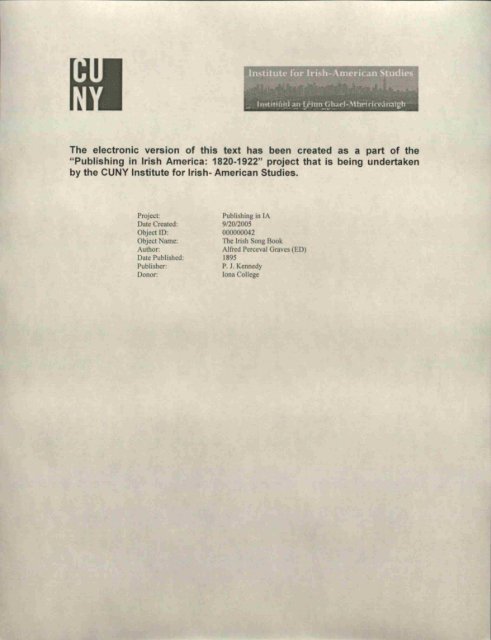 CU
NY
Institute for Irish-American Studies
Institiúid an Léinn Ghael-Mheiriceánaigh
The electronic version of this text has been created as a part of the
“Publishing in Irish America: 1820-1922” project that is being undertaken
by the CUNY Institute for Irish- American Studies.
Project: Publishing in IA
Date Created: 9/20/2005
Object ID: 000000042
Object Name: The Irish Song Book
Author: Alfred Perceval Graves (ED)
Date Published: 1895
Publisher: P. J. Kennedy
Donor: Iona College